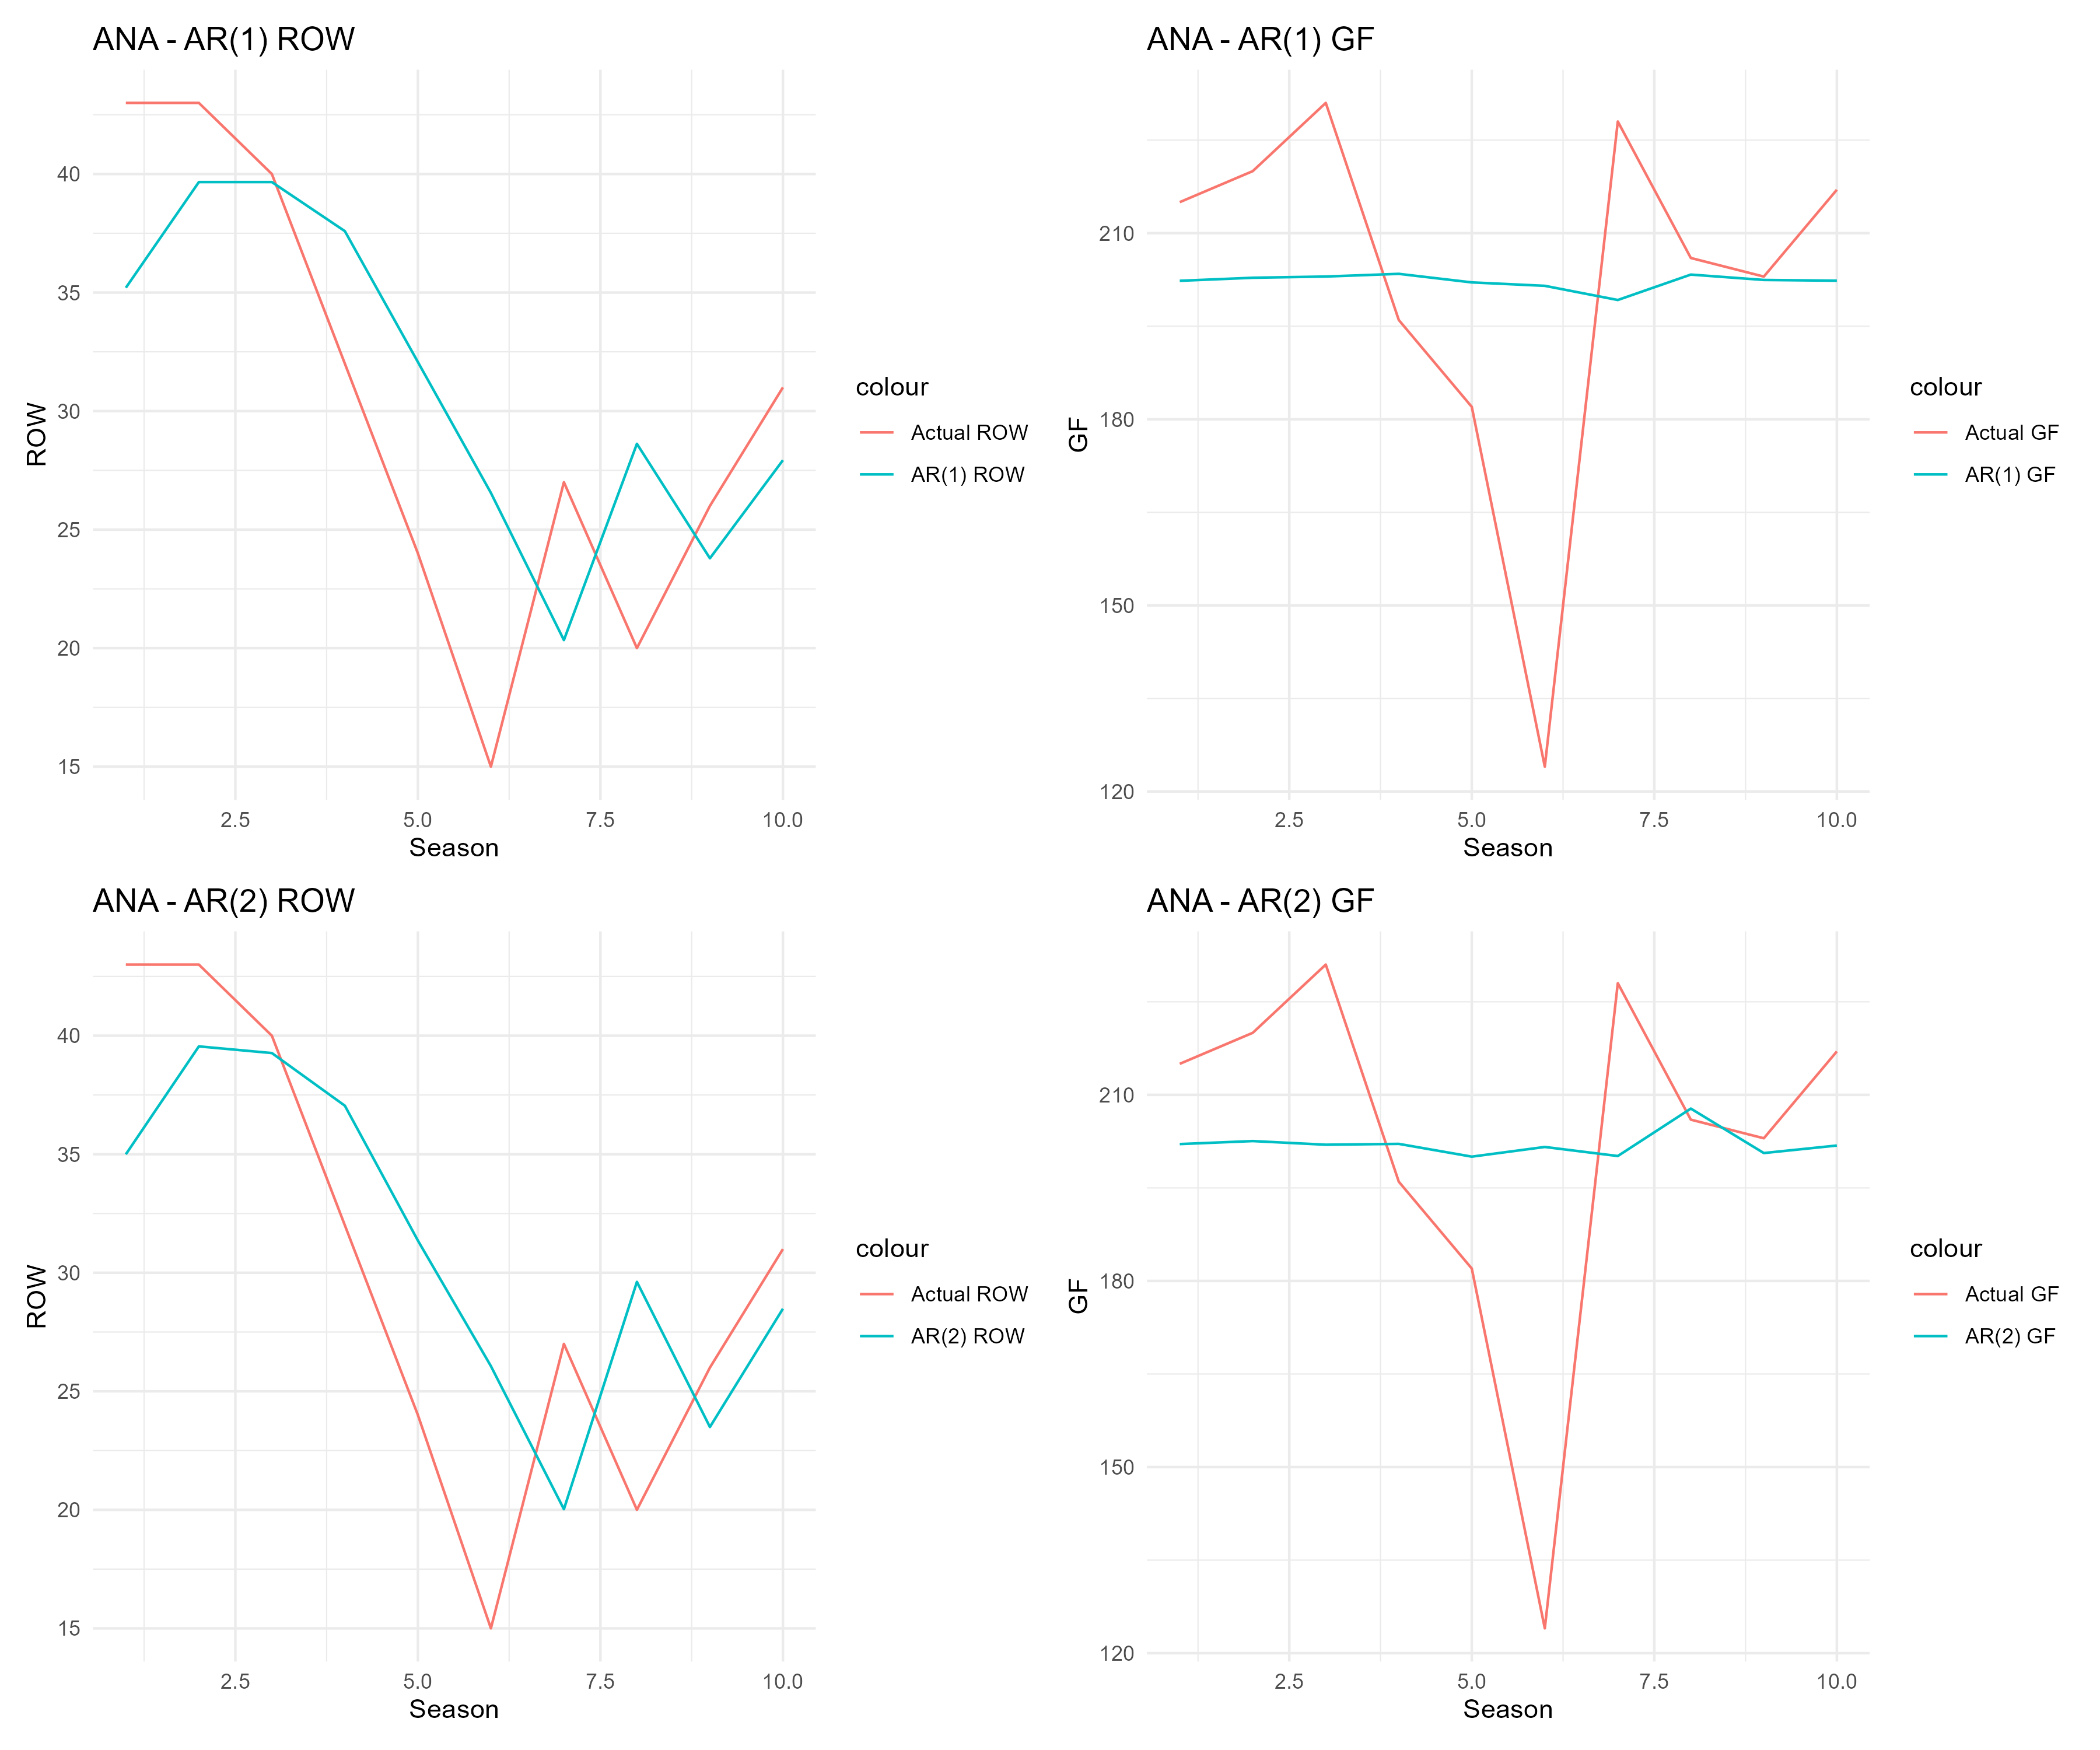 ANA - AR(1) ROW
ROW
40
35
30
25
20
15
2.5 5.0 7.5 10.0
Season
colour
Actual ROW
AR(1) ROW
ANA - AR(1) GF
GF
210
180
150
120
2.5 5.0 7.5 10.0
Season
colour
Actual GF
AR(1) GF
ANA - AR(2) ROW
ROW
40
35
30
25
20
15
2.5 5.0 7.5 10.0
Season
colour
Actual ROW
AR(2) ROW
ANA - AR(2) GF
GF
210
180
150
120
2.5 5.0 7.5 10.0
Season
colour
Actual GF
AR(2) GF